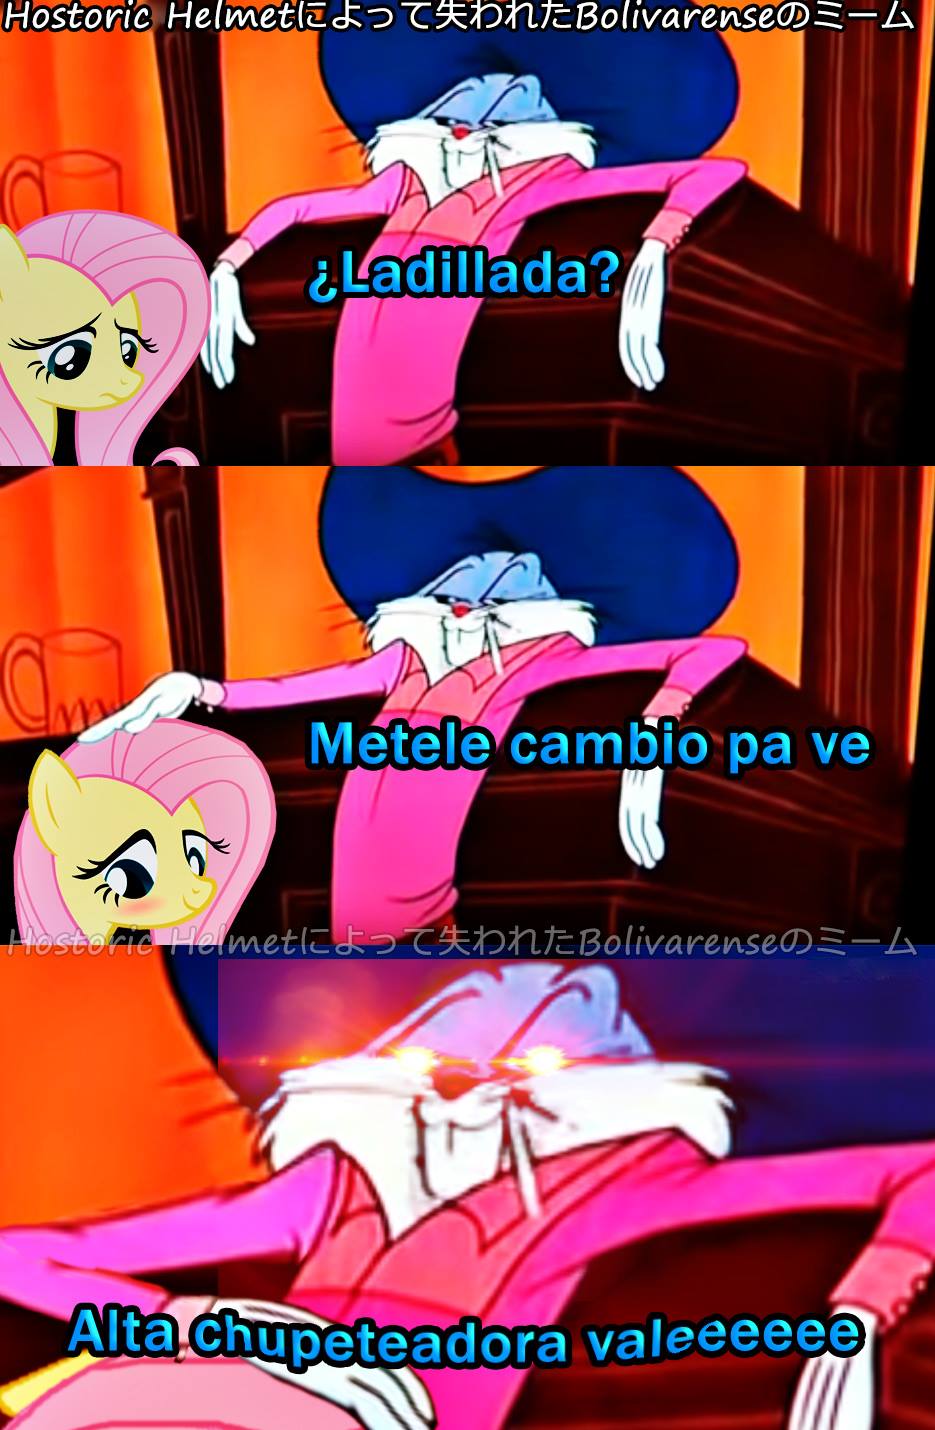 Hostoric Helmetによって失われたBolivarenseのミーム
¿Ladillada?
Metele cambio pa ve
Hostoric Helmetによって失われたBolivarenseのミーム
Alta chupeteadora valeeeeee